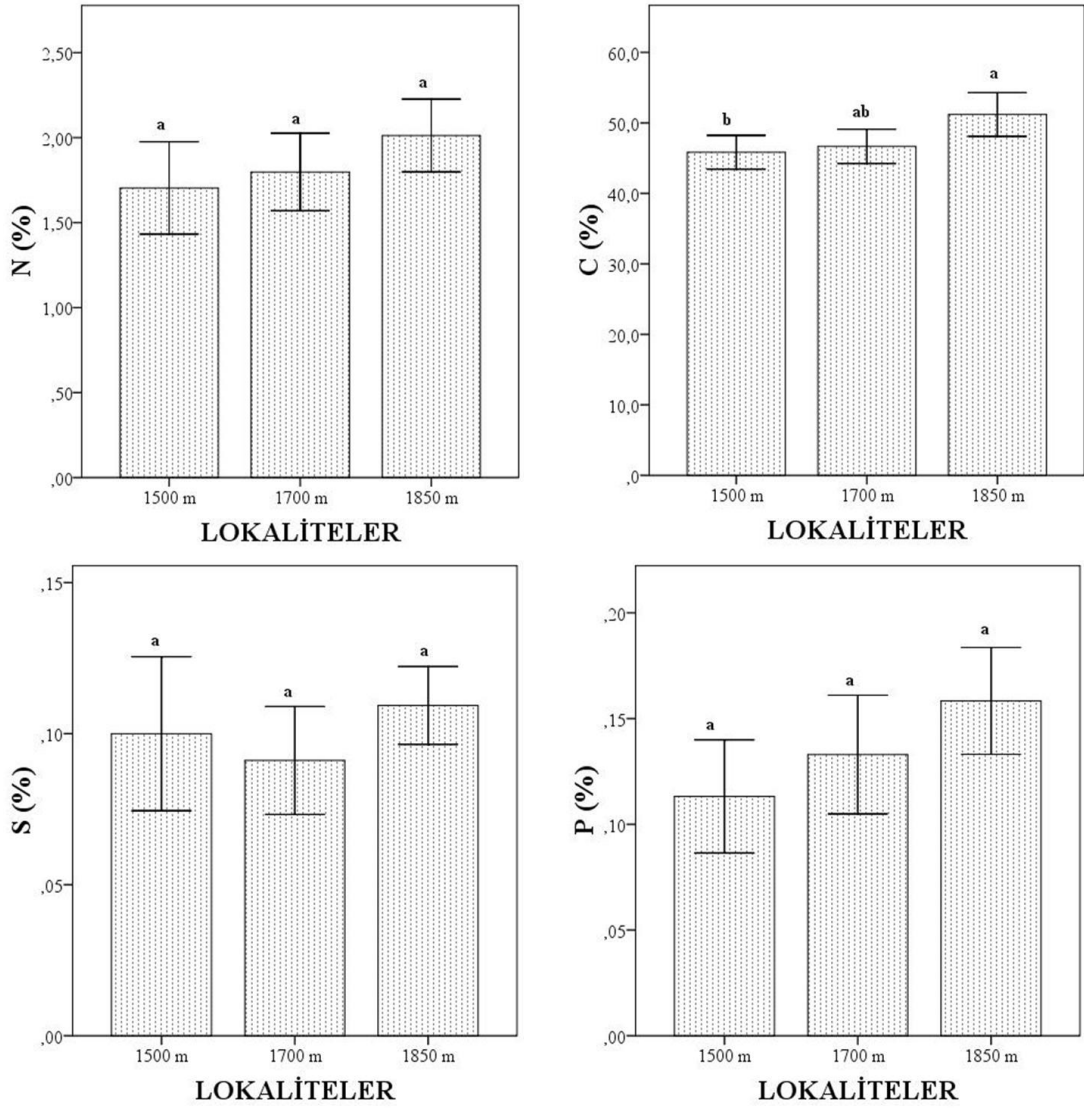 N (%)
2,50
2,00
1,50
1,00
,50
,00
a
a
a
1500 m
1700 m
1850 m
LOKALİTELER
C (%)
60,0
50,0
40,0
30,0
20,0
10,0
,0
b
ab
a
1500 m
1700 m
1850 m
LOKALİTELER
S (%)
,15
,10
,05
,00
a
a
a
1500 m
1700 m
1850 m
LOKALİTELER
P (%)
,20
,15
,10
,05
,00
a
a
a
1500 m
1700 m
1850 m
LOKALİTELER